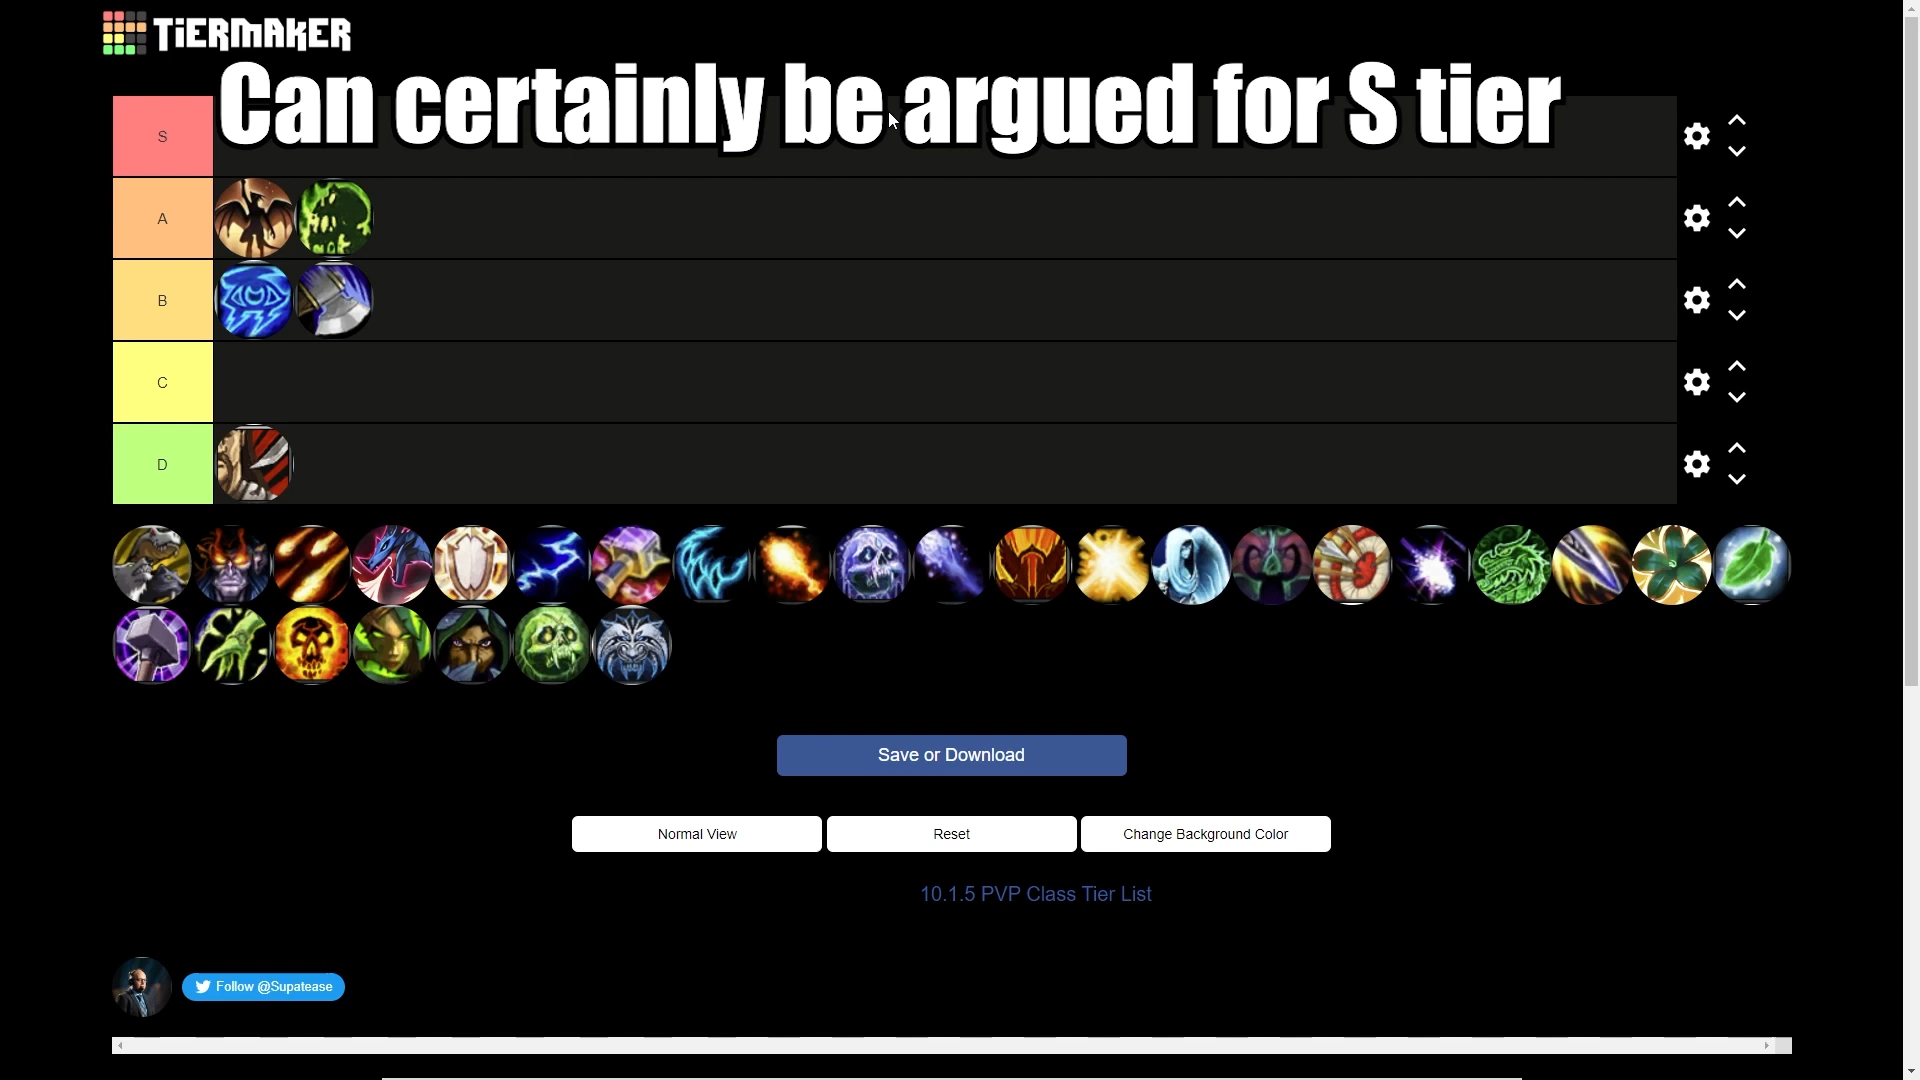 TiERMAKER
Can certainly be argued for S tier
S
A
B
C
D
Save or Download
Normal View
Reset
Change Background Color
10.1.5 PVP Class Tier List
Follow @Supatease